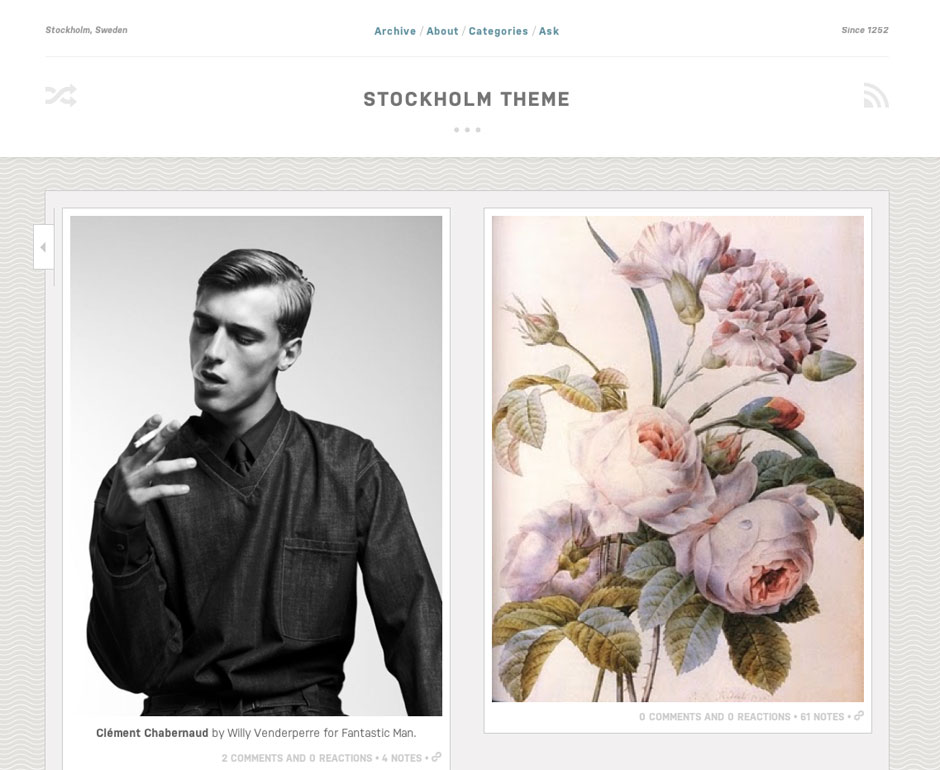 Stockholm, Sweden
Archive / About / Categories / Ask
Since 1252
STOCKHOLM THEME
Clément Chabernaud by Willy Venderperre for Fantastic Man.
2 COMMENTS AND 0 REACTIONS • 4 NOTES •
0 COMMENTS AND 0 REACTIONS • 61 NOTES •